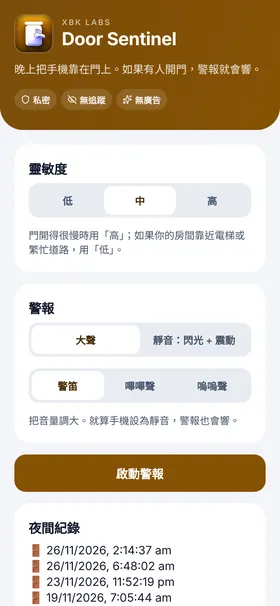 XBK LABS
Door Sentinel
晚上把手機靠在門上。如果有人開門，警報就會響。
私密
無追蹤
無廣告
靈敏度
低
中
高
門開得很慢時用「高」；如果你的房間靠近電梯或
繁忙道路，用「低」。
警報
大聲
靜音：閃光 + 震動
警笛
嗶嗶聲
嗚嗚聲
把音量調大。就算手機設為靜音，警報也會響。
啟動警報
夜間紀錄
26/11/2026, 2:14:37 am
26/11/2026, 6:48:02 am
23/11/2026, 11:52:19 pm
19/11/2026, 7:05:44 am